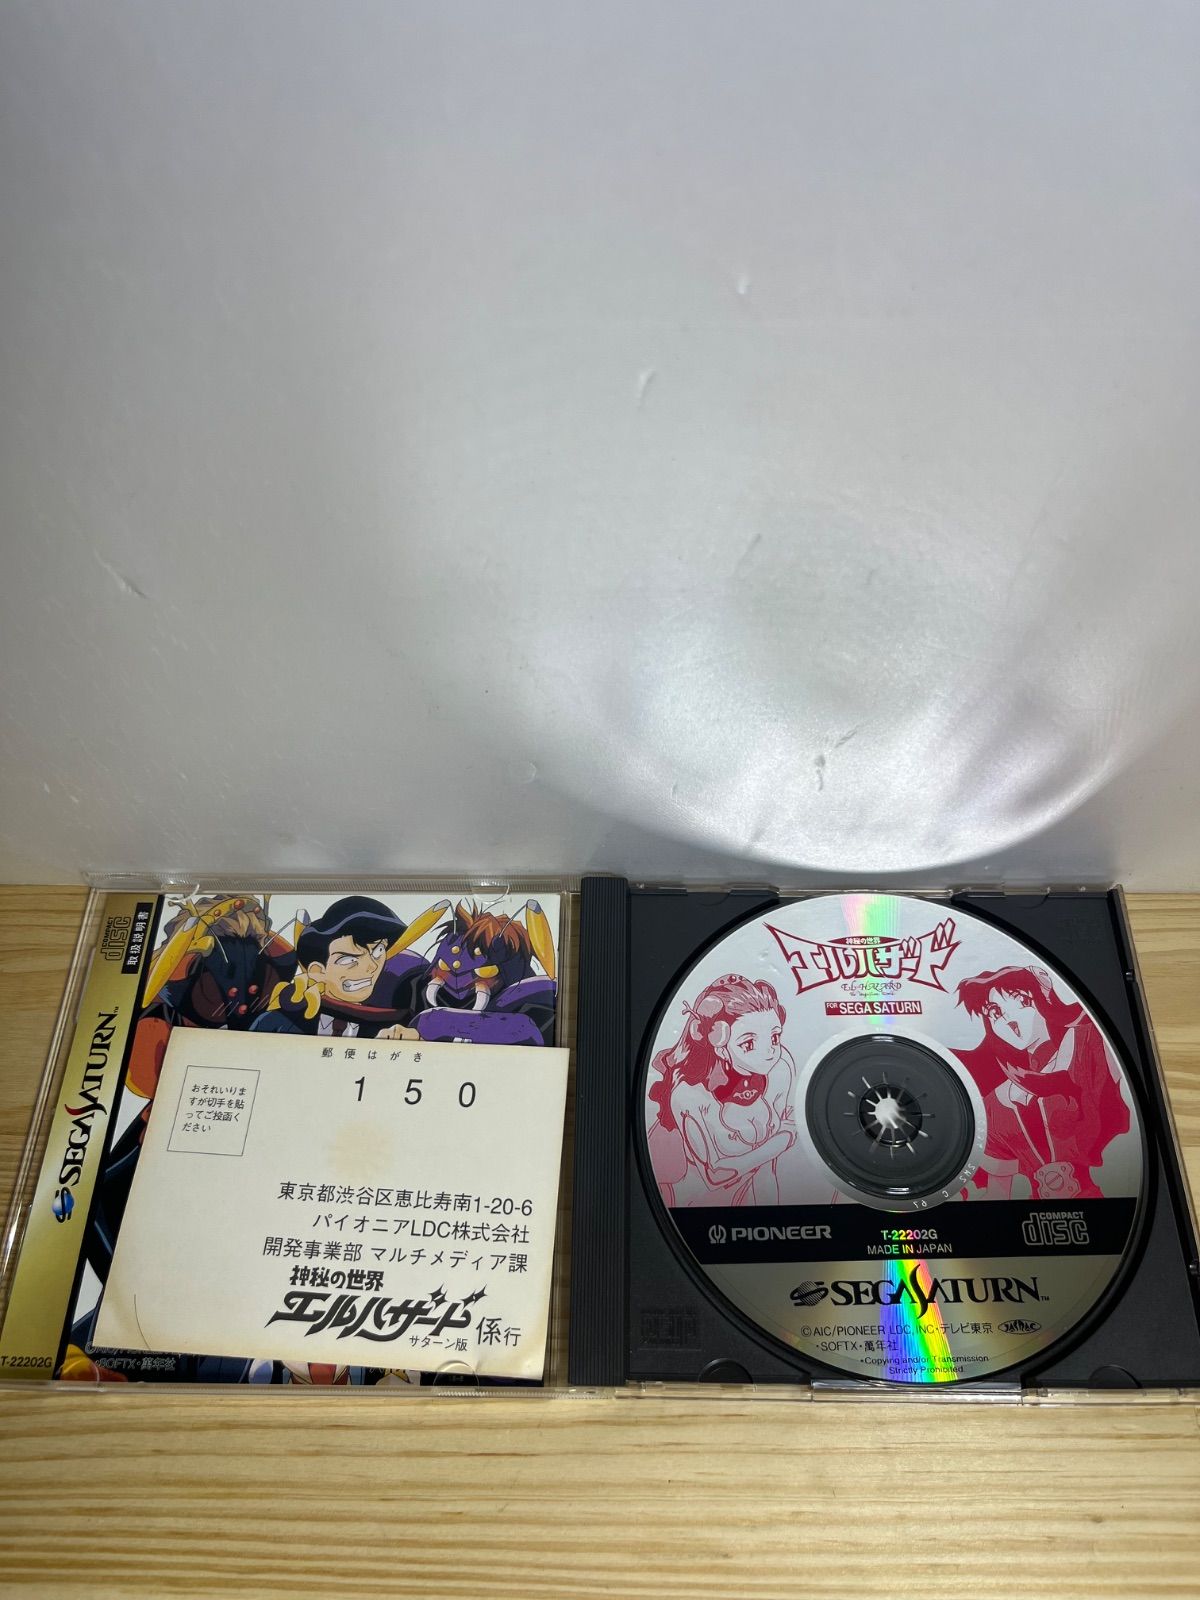 COMPACT
disc
取扱説明書
SEGA SATURN
T-22202G
©AIC/PIONEER
・SOFTX・萬年社
郵便はがき
150
おそれいりま
すが切手を貼
ってご投函く
ださい
東京都渋谷区恵比寿南1-20-6
パイオニアLDC株式会社
開発事業部 マルチメディア課
神秘の世界
エルハザード
サターン版
係行
神秘の世界
エルハザード
EL-HAZARD
FOR SEGA SATURN
PIONEER
T-22202G
MADE IN JAPAN
COMPACT
disc
SEGA SATURN™
©AIC/PIONEER LDC, INC・テレビ東京
JASRAC
・SOFTX・萬年社
•Copying and/or Transmission
Strictly Prohibited.